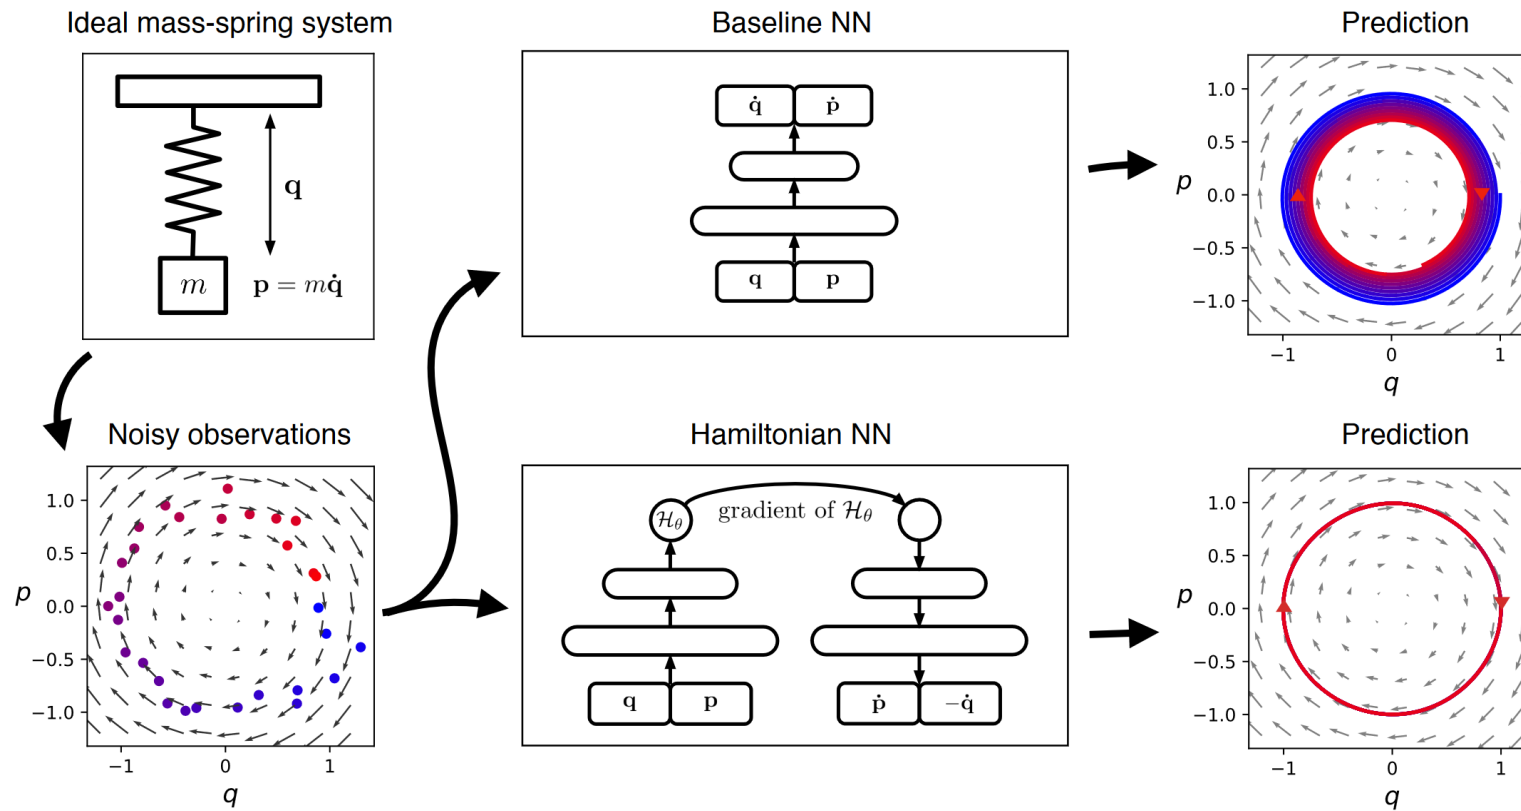 Ideal mass-spring system
q
m
p = mq̇
Baseline NN
q̇ ṗ
q p
Prediction
1.0
0.5
0.0
−0.5
−1.0
p
−1 0 1
q
Noisy observations
1.0
0.5
0.0
−0.5
−1.0
p
−1 0 1
q
Hamiltonian NN
ℋθ
gradient of ℋθ
q p
ṗ −q̇
Prediction
1.0
0.5
0.0
−0.5
−1.0
p
−1 0 1
q